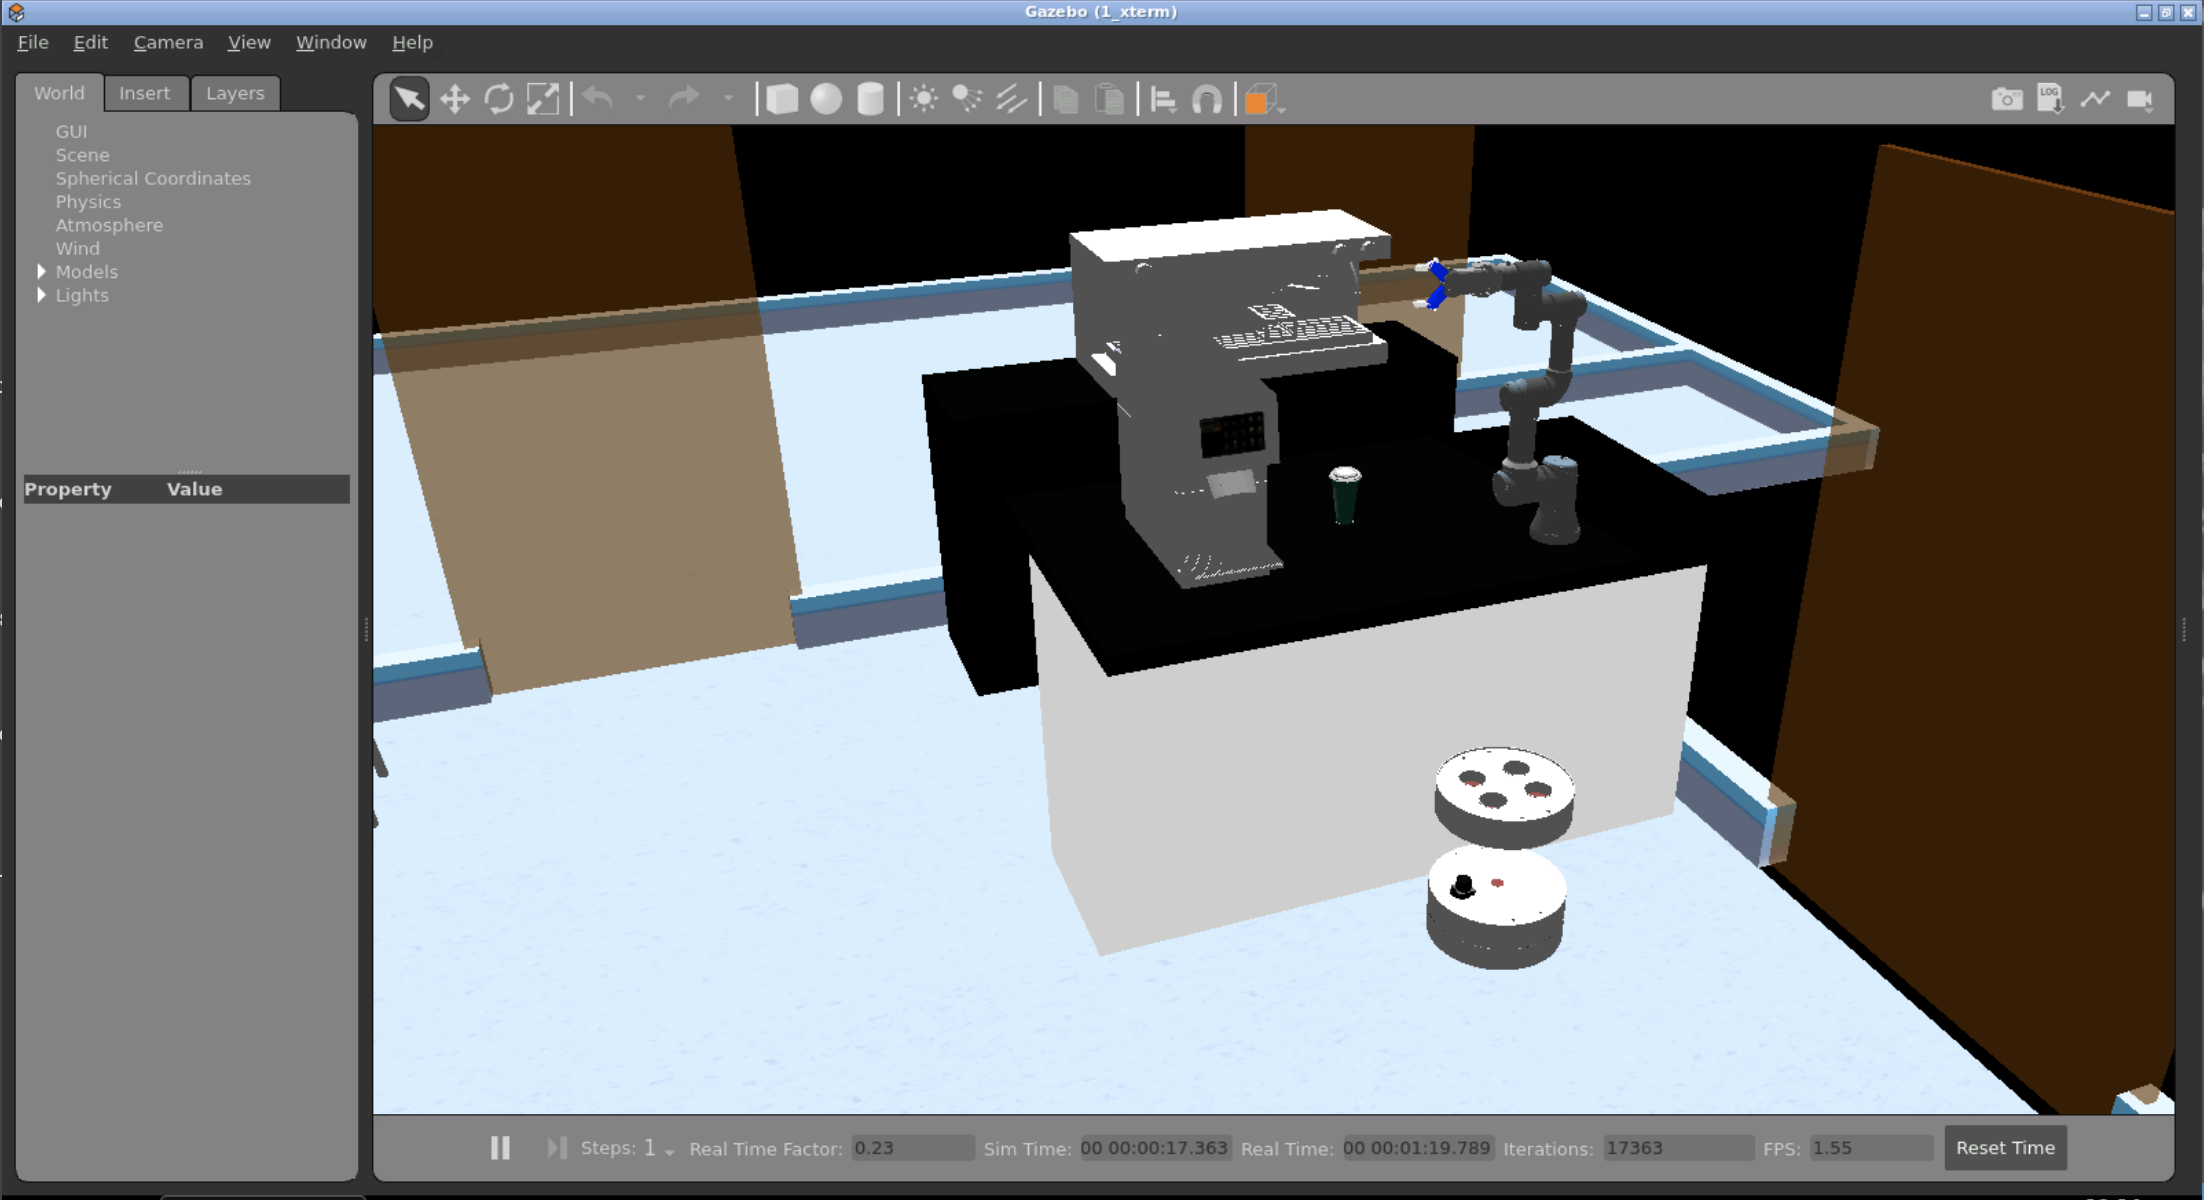 Gazebo (1_xterm)
File Edit Camera View Window Help
World Insert Layers
LOG
GUI
Scene
Spherical Coordinates
Physics
Atmosphere
Wind
Models
Lights
Property Value
Steps: 1 Real Time Factor: 0.23 Sim Time: 00 00:00:17.363 Real Time: 00 00:01:19.789 Iterations: 17363 FPS: 1.55 Reset Time